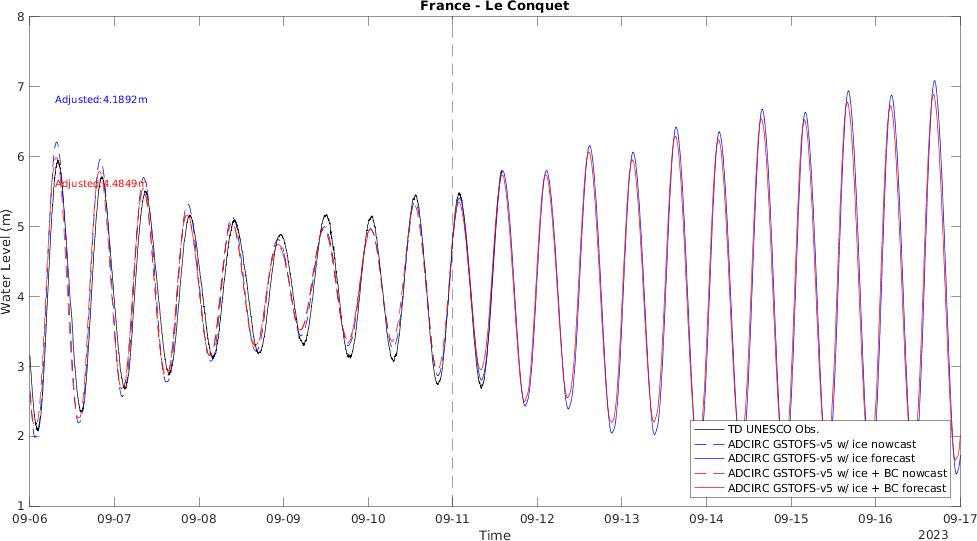 France - Le Conquet
8
7
6
5
4
3
2
1
Water Level (m)
Adjusted:4.1892m
Adjusted:4.4849m
TD UNESCO Obs.
ADCIRC GSTOFS-v5 w/ ice nowcast
ADCIRC GSTOFS-v5 w/ ice forecast
ADCIRC GSTOFS-v5 w/ ice + BC nowcast
ADCIRC GSTOFS-v5 w/ ice + BC forecast
09-06 09-07 09-08 09-09 09-10 09-11 09-12 09-13 09-14 09-15 09-16 09-17
Time
2023